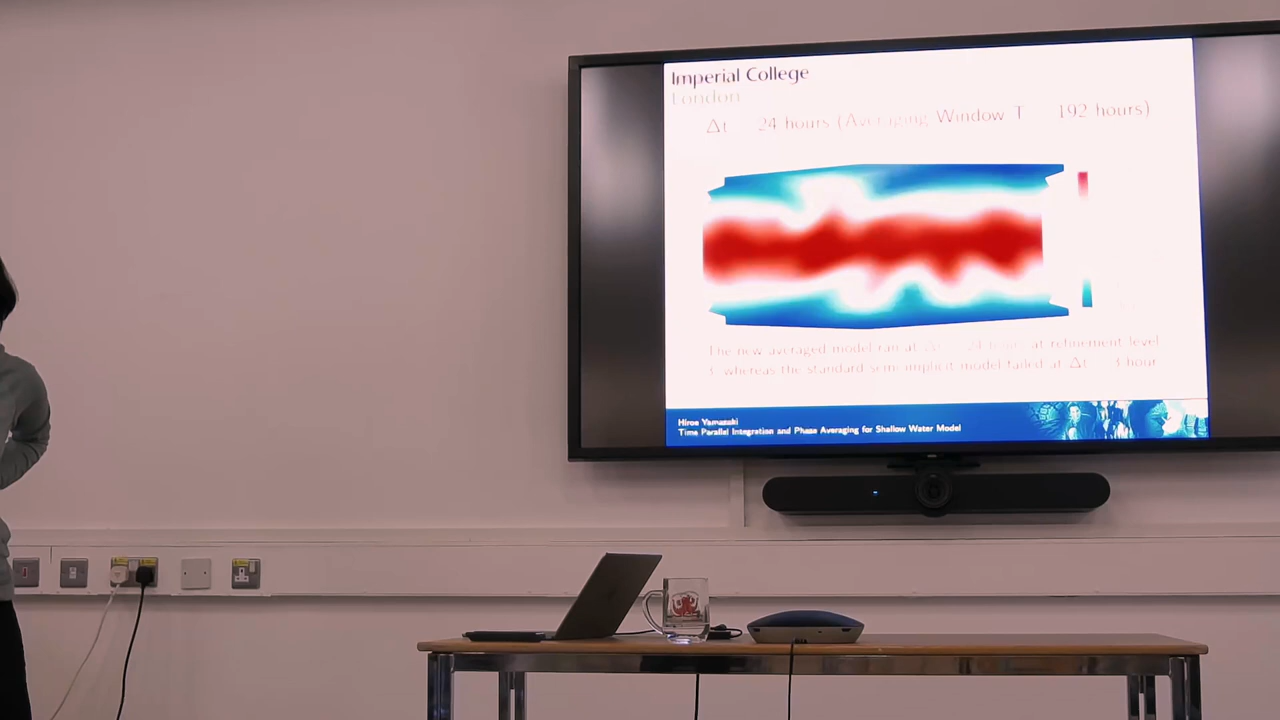 Imperial College
London
Δt 24 hours (Averaging Window T 192 hours)
The new averaged model ran at Δt 24 hours at refinement level
3 whereas the standard semi implicit model failed at Δt 1 hour
Hiroe Yamazaki
Time Parallel Integration and Phase Averaging for Shallow Water Model